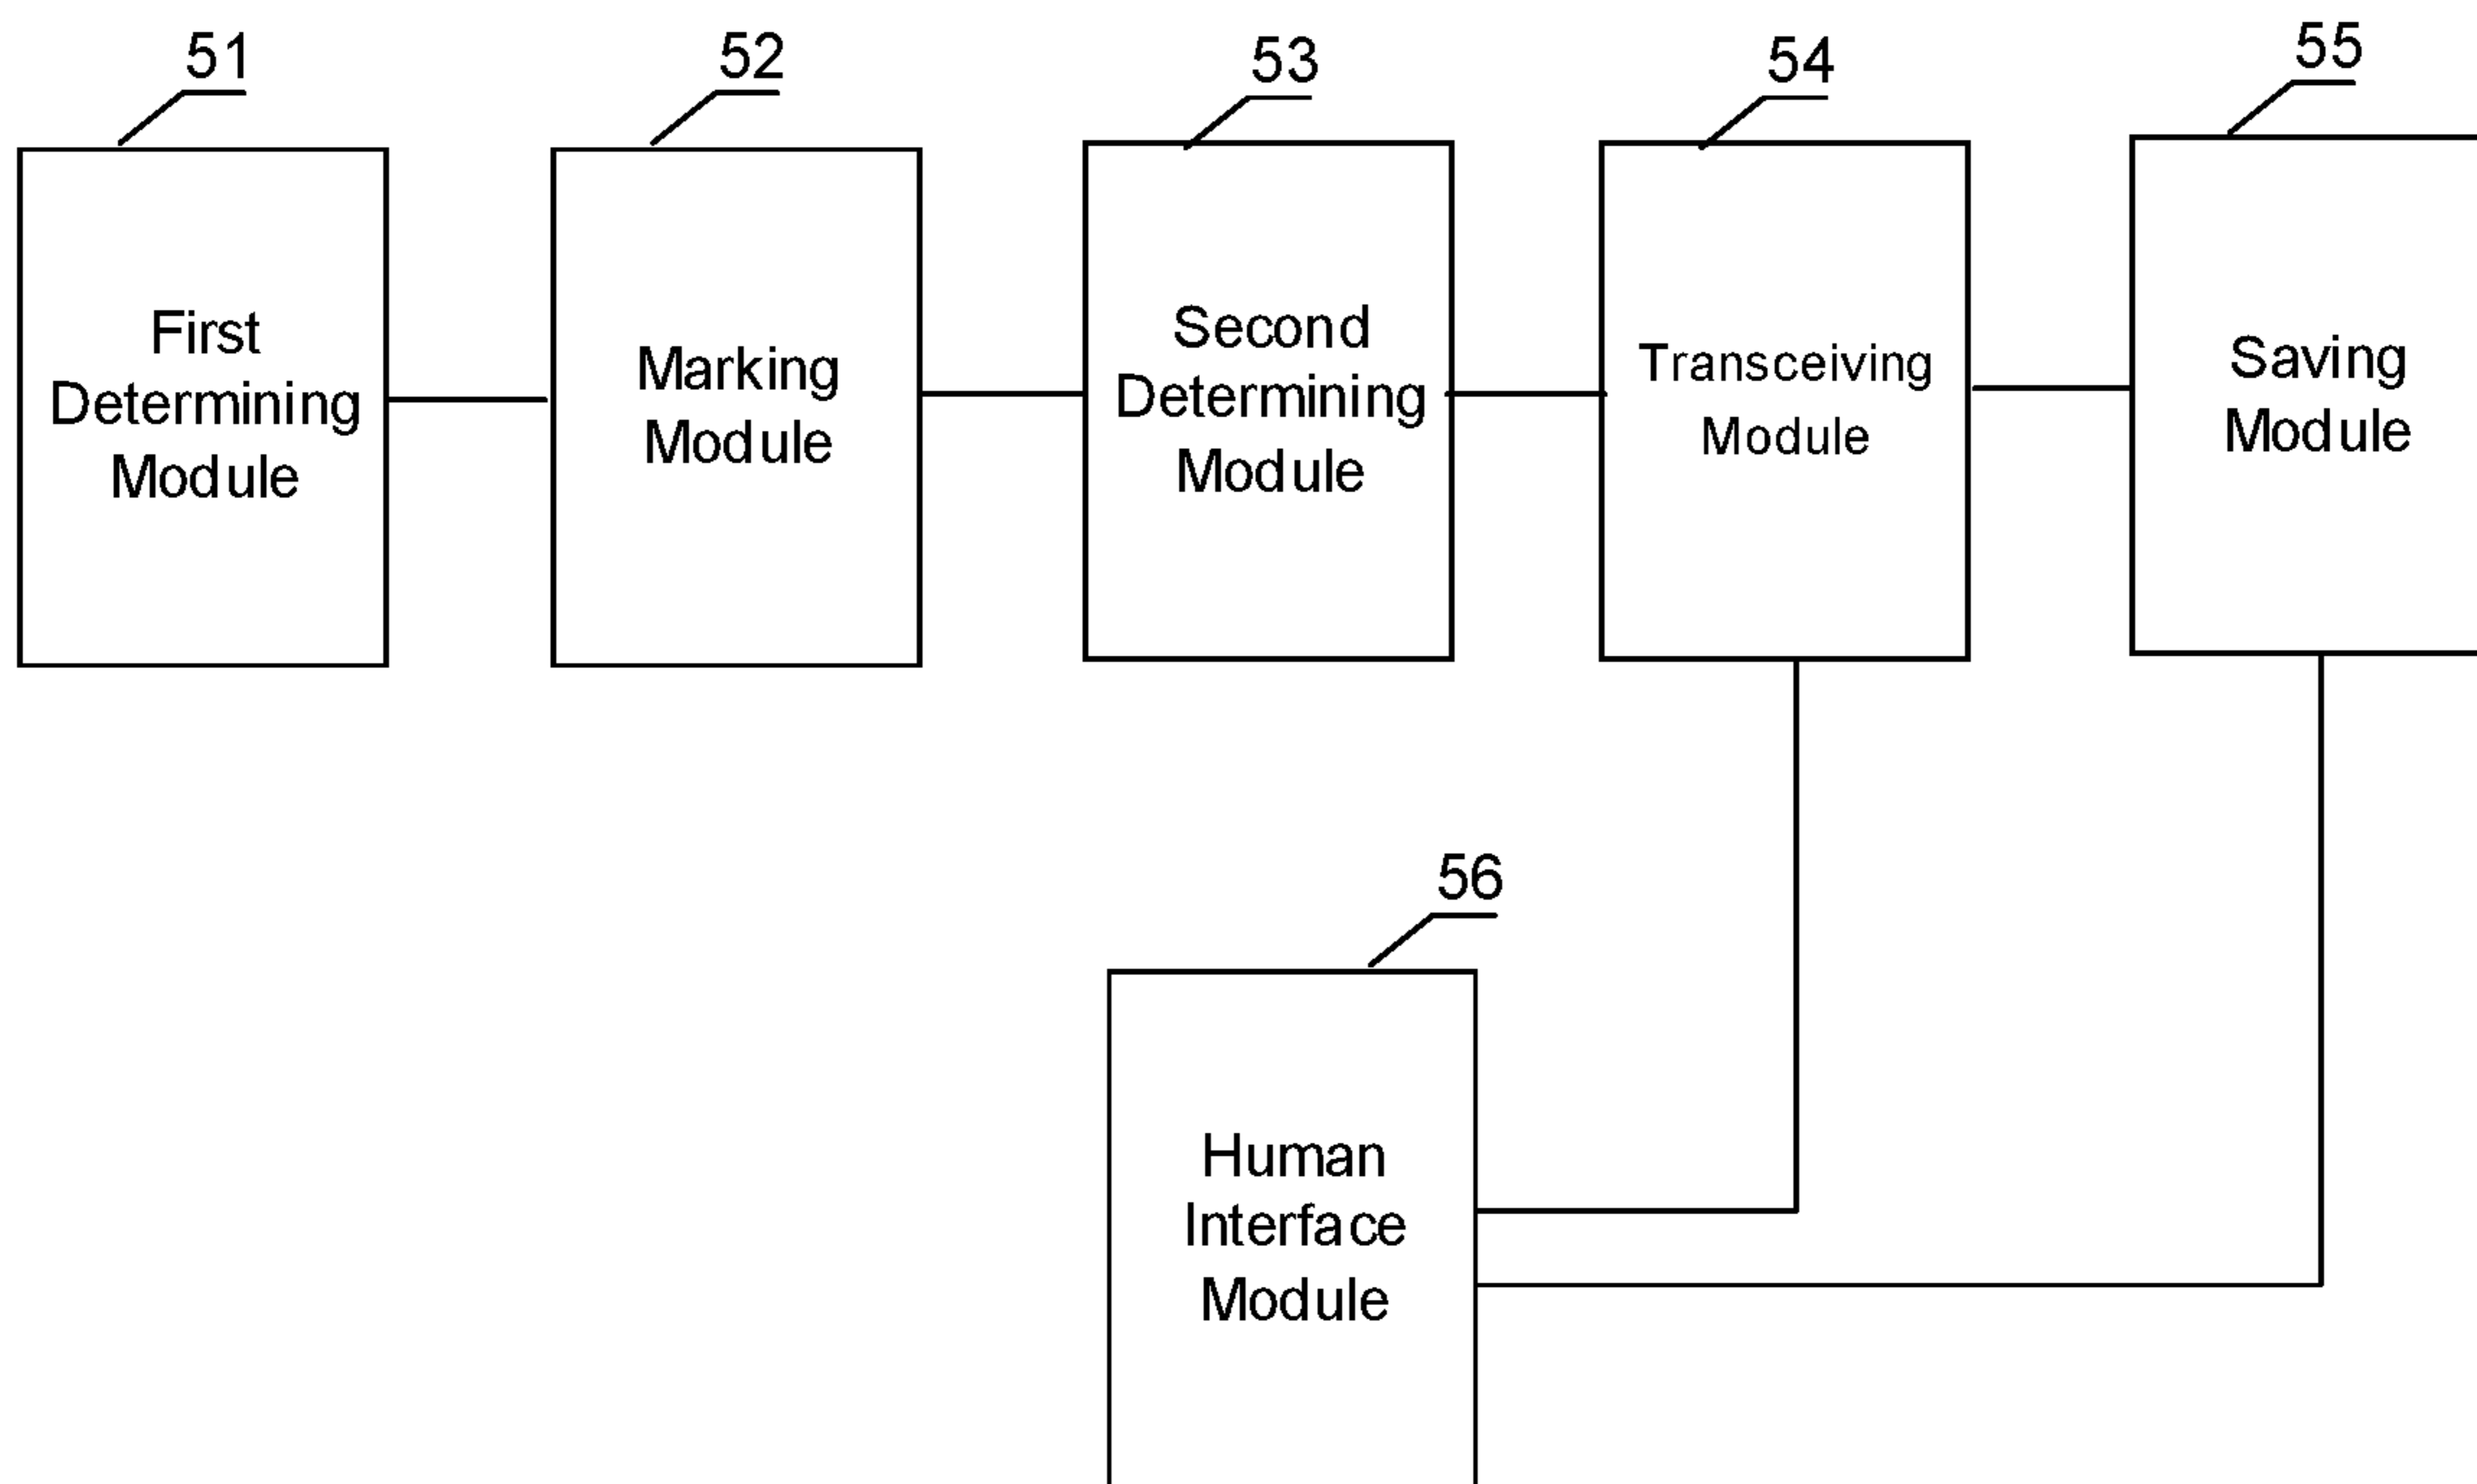 51
52
53
54
55
First
Determining
Module
Marking
Module
Second
Determining
Module
Transceiving
Module
Saving
Module
56
Human
Interface
Module